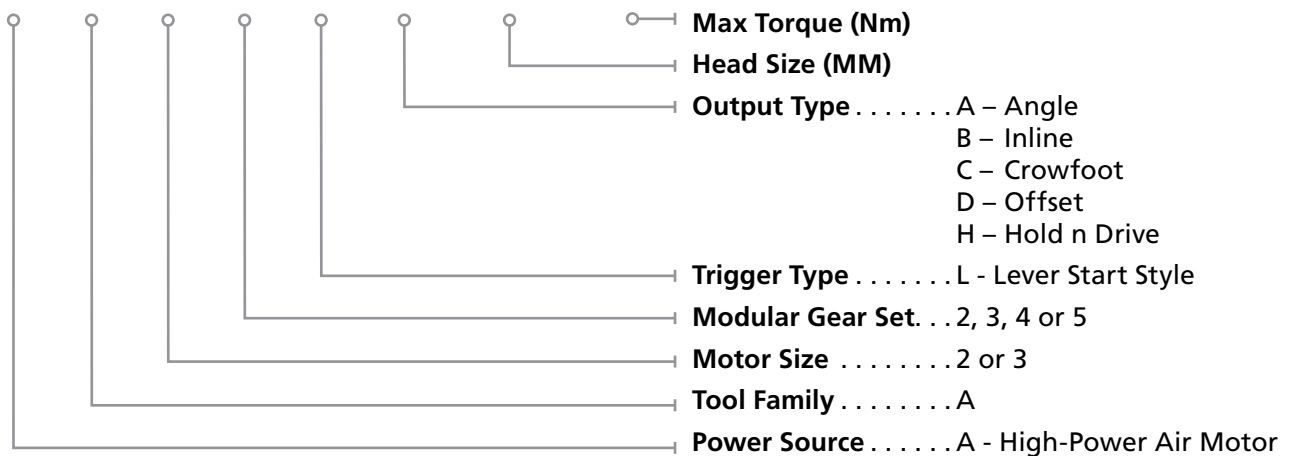 Max Torque (Nm)
Head Size (MM)
Output Type . . . . . . . A – Angle
B – Inline
C – Crowfoot
D – Offset
H – Hold n Drive
Trigger Type . . . . . . . L - Lever Start Style
Modular Gear Set. . . 2, 3, 4 or 5
Motor Size . . . . . . . . 2 or 3
Tool Family . . . . . . . . A
Power Source . . . . . . A - High-Power Air Motor